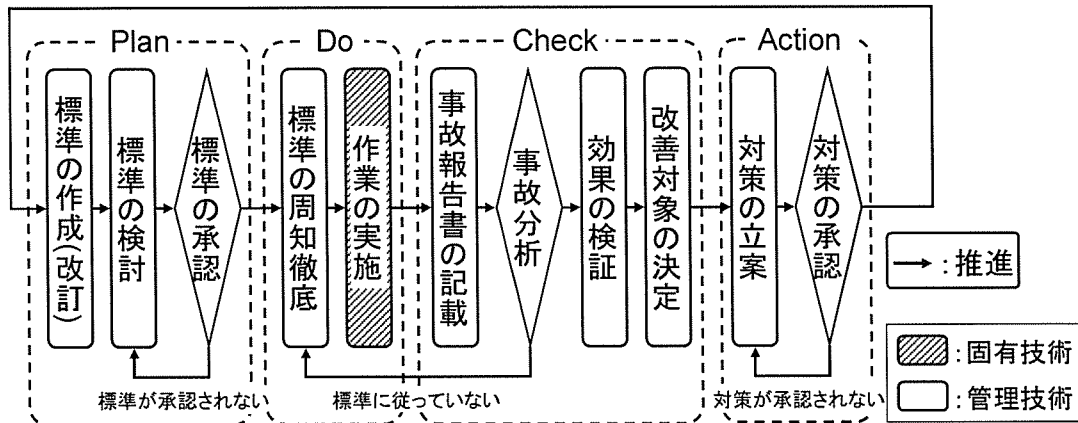 Plan
Do
Check
Action
標準の作成(改訂)
標準の検討
標準の承認
標準の周知徹底
作業の実施
事故報告書の記載
事故分析
効果の検証
改善対象の決定
対策の立案
対策の承認
標準が承認されない
標準に従っていない
対策が承認されない
:推進
:固有技術
:管理技術